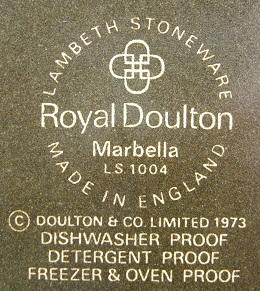 LAMBETH STONEWARE
Royal Doulton
Marbella
L.S.1004
MADE IN ENGLAND
© DOULTON & CO. LIMITED 1973
DISHWASHER PROOF
DETERGENT PROOF
FREEZER & OVEN PROOF